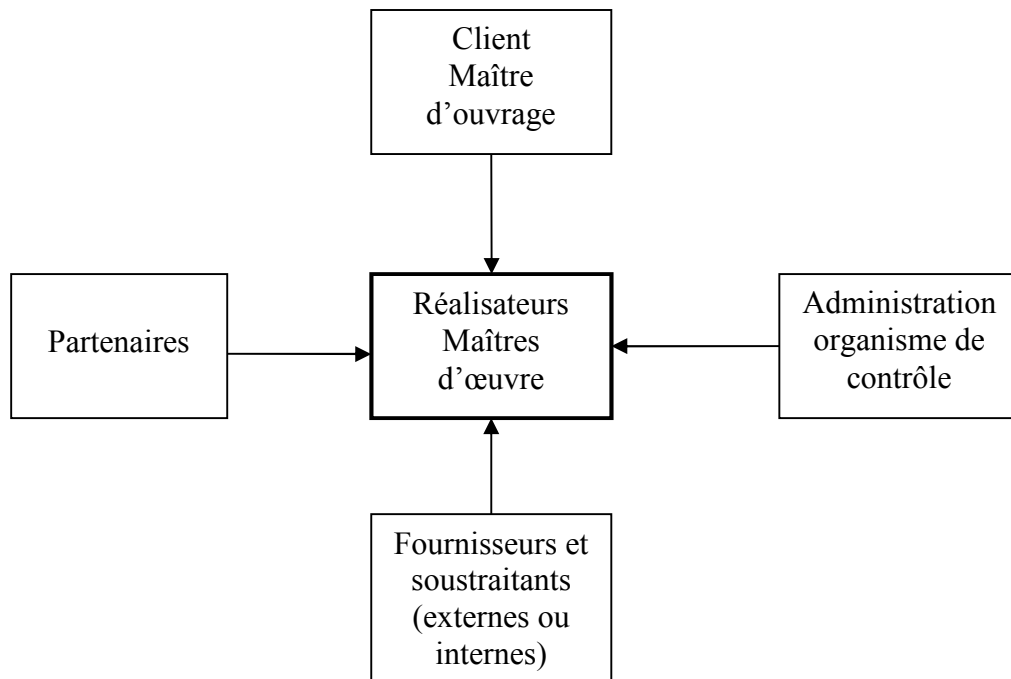 Client
Maître
d’ouvrage
Partenaires
Réalisateurs
Maîtres
d’œuvre
Administration
organisme de
contrôle
Fournisseurs et
soustraitants
(externes ou
internes)